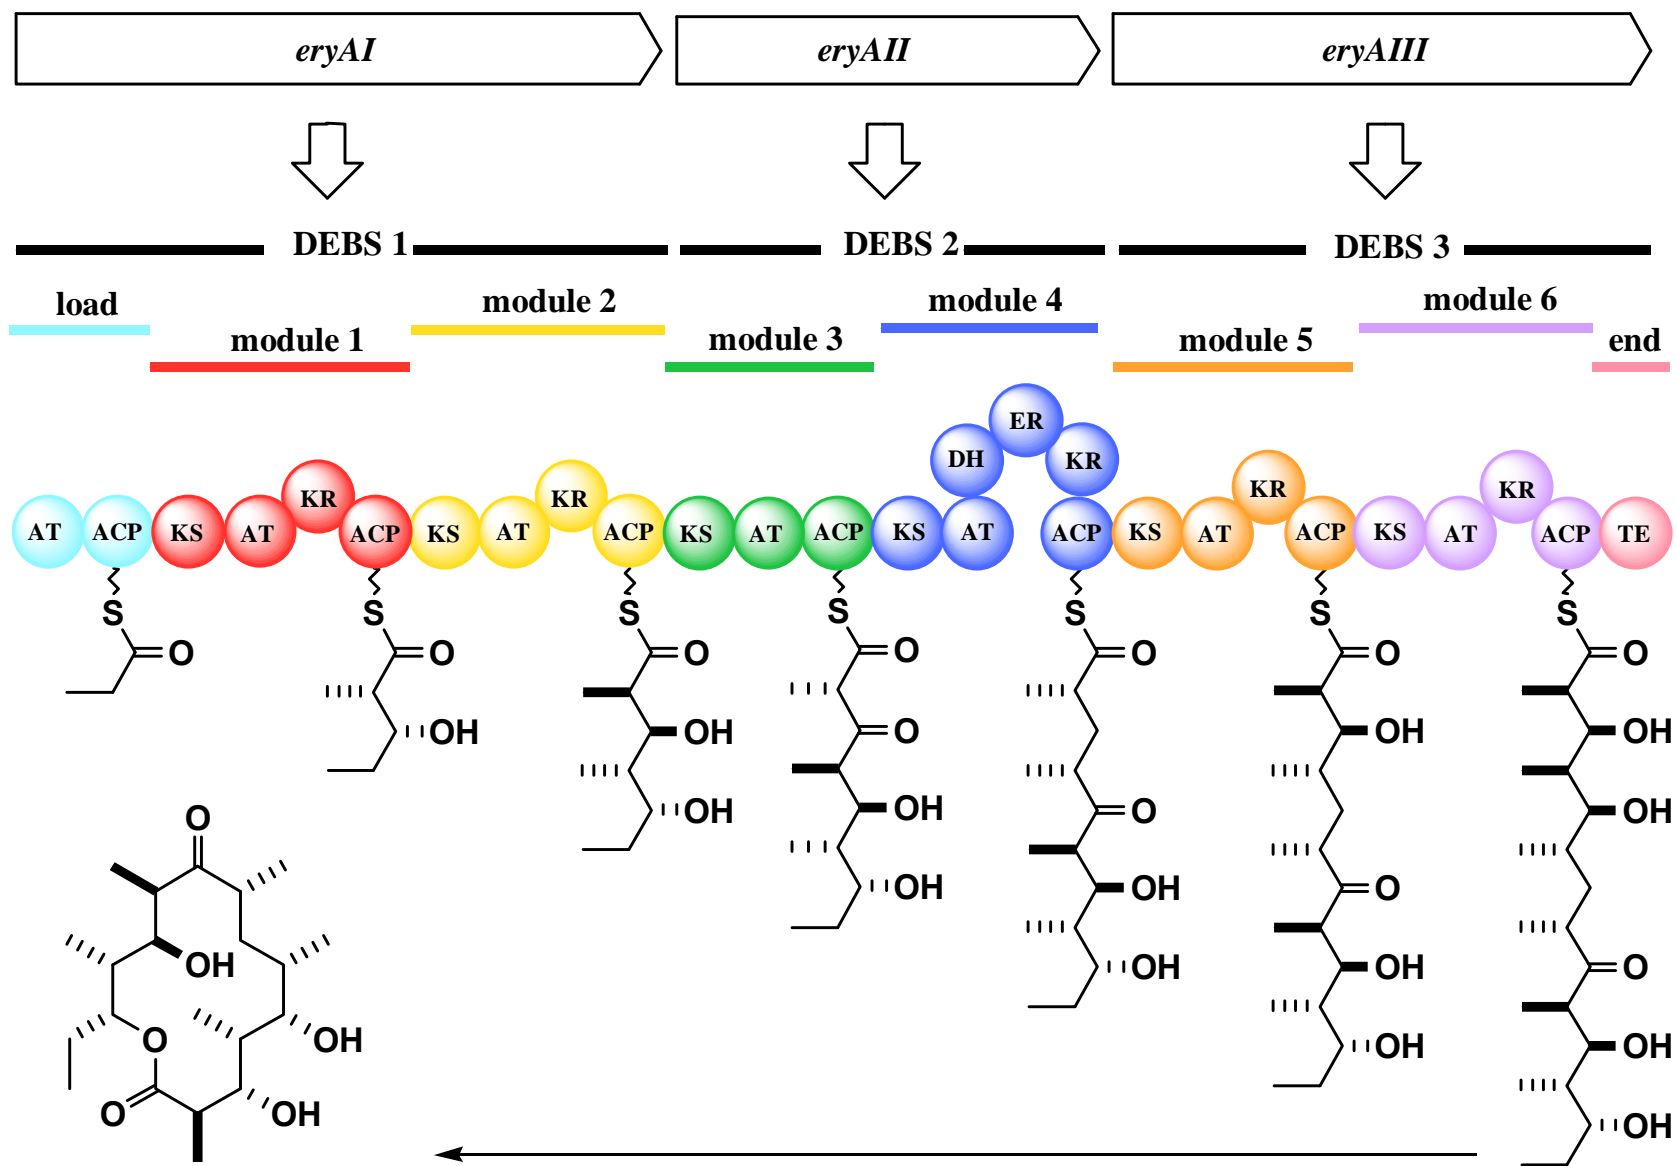 eryAI eryAII eryAIII
DEBS 1 DEBS 2 DEBS 3
load module 2 module 4 module 6
module 1 module 3 module 5 end
ER
DH KR
KR KR KR KR
AT ACP KS AT ACP KS AT ACP KS AT ACP KS AT ACP KS AT ACP KS AT ACP TE
S S S S S S S
O O O O O O O
OH OH O OH OH
OH OH O OH
O
OH OH O
OH OH OH O
O OH OH OH
O OH OH
OH